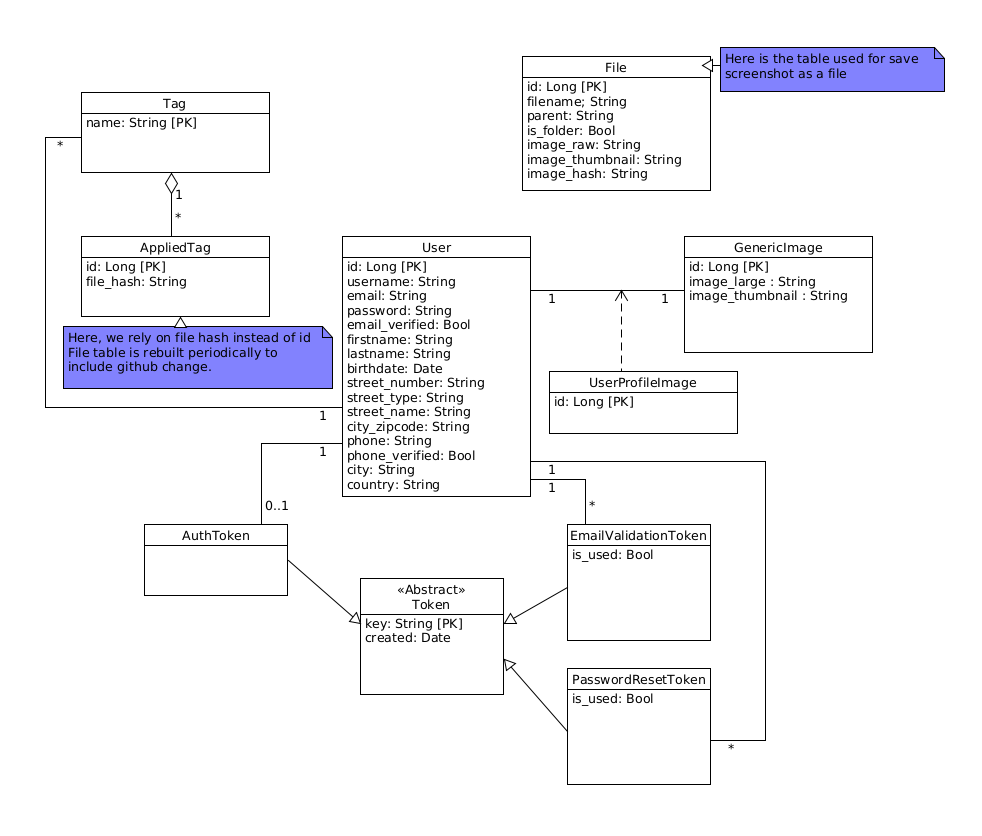 File
id: Long [PK]
filename; String
parent: String
is_folder: Bool
image_raw: String
image_thumbnail: String
image_hash: String
Here is the table used for save
screenshot as a file
Tag
name: String [PK]
*
1
*
AppliedTag
id: Long [PK]
file_hash: String
Here, we rely on file hash instead of id
File table is rebuilt periodically to
include github change.
User
id: Long [PK]
username: String
email: String
password: String
email_verified: Bool
firstname: String
lastname: String
birthdate: Date
street_number: String
street_type: String
street_name: String
city_zipcode: String
phone: String
phone_verified: Bool
city: String
country: String
1
1
GenericImage
id: Long [PK]
image_large : String
image_thumbnail : String
UserProfileImage
id: Long [PK]
1
1
0..1
1
1
*
AuthToken
«Abstract»
Token
key: String [PK]
created: Date
EmailValidationToken
is_used: Bool
PasswordResetToken
is_used: Bool
*